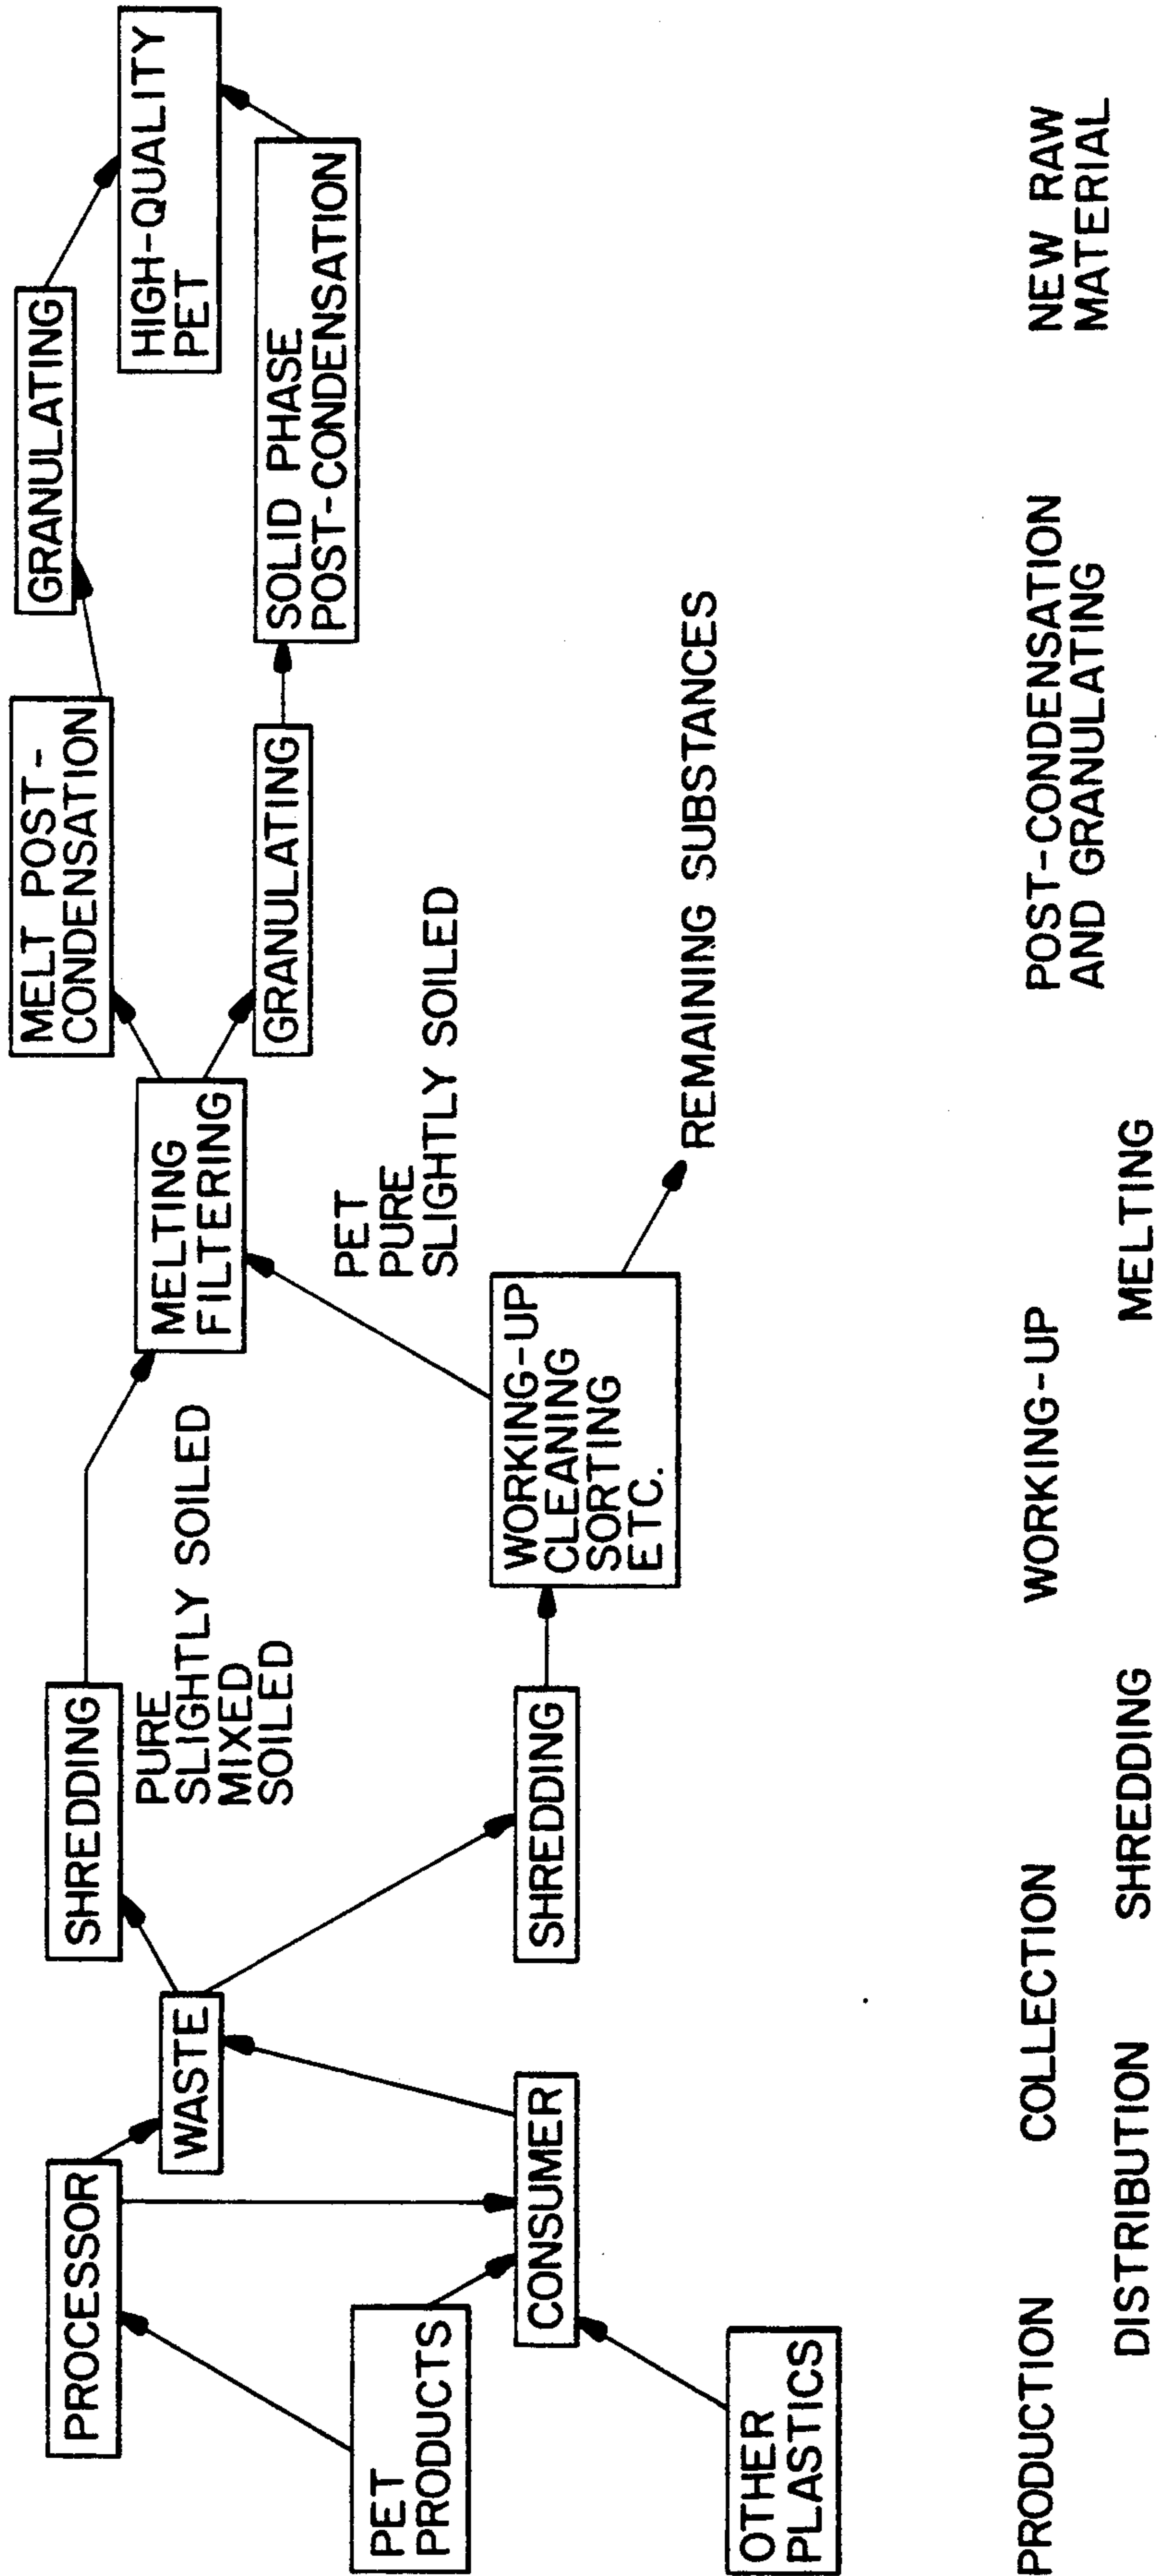 PROCESSOR
PET
PRODUCTS
OTHER
PLASTICS
CONSUMER
WASTE
SHREDDING
PURE
SLIGHTLY SOILED
MIXED
SOILED
SHREDDING
WORKING-UP
CLEANING
SORTING
ETC.
MELTING
FILTERING
PET
PURE
SLIGHTLY SOILED
REMAINING SUBSTANCES
MELT POST-
CONDENSATION
GRANULATING
GRANULATING
SOLID PHASE
POST-CONDENSATION
HIGH-QUALITY
PET
PRODUCTION
DISTRIBUTION
COLLECTION
SHREDDING
WORKING-UP
MELTING
POST-CONDENSATION
AND GRANULATING
NEW RAW
MATERIAL